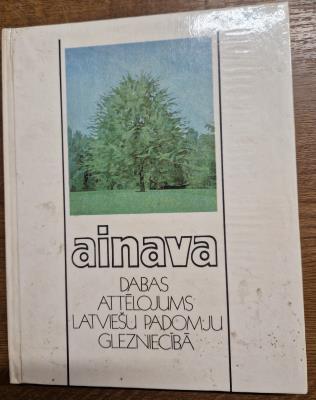 ainava
DABAS
ATTĒLOJUMS
LATVIEŠU PADOMJU
GLEZNIECĪBĀ